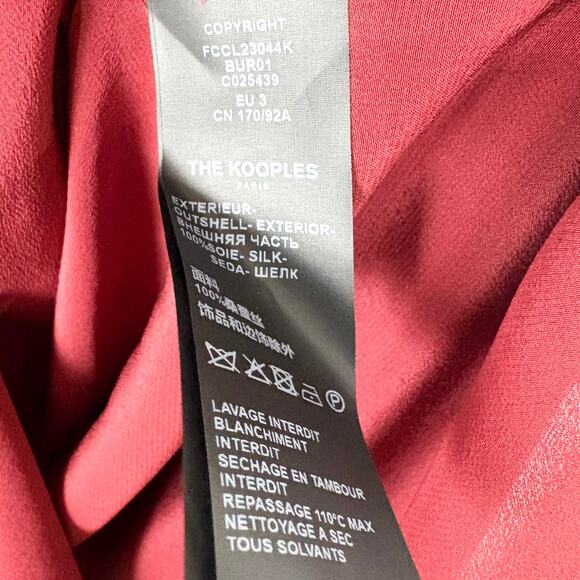 COPYRIGHT
FCCL23044K
BUR01
C025439
EU 3
CN 170/92A
THE KOOPLES
PARIS
EXTERIEUR-
OUTSHELL- EXTERIOR-
ВНЕШНЯЯ ЧАСТЬ
100%SOIE- SILK-
SEDA- ШЕЛК
面料
100%桑蚕丝
饰品和边饰除外
P
LAVAGE INTERDIT
BLANCHIMENT
INTERDIT
SECHAGE EN TAMBOUR
INTERDIT
REPASSAGE 110°C MAX
NETTOYAGE A SEC
TOUS SOLVANTS